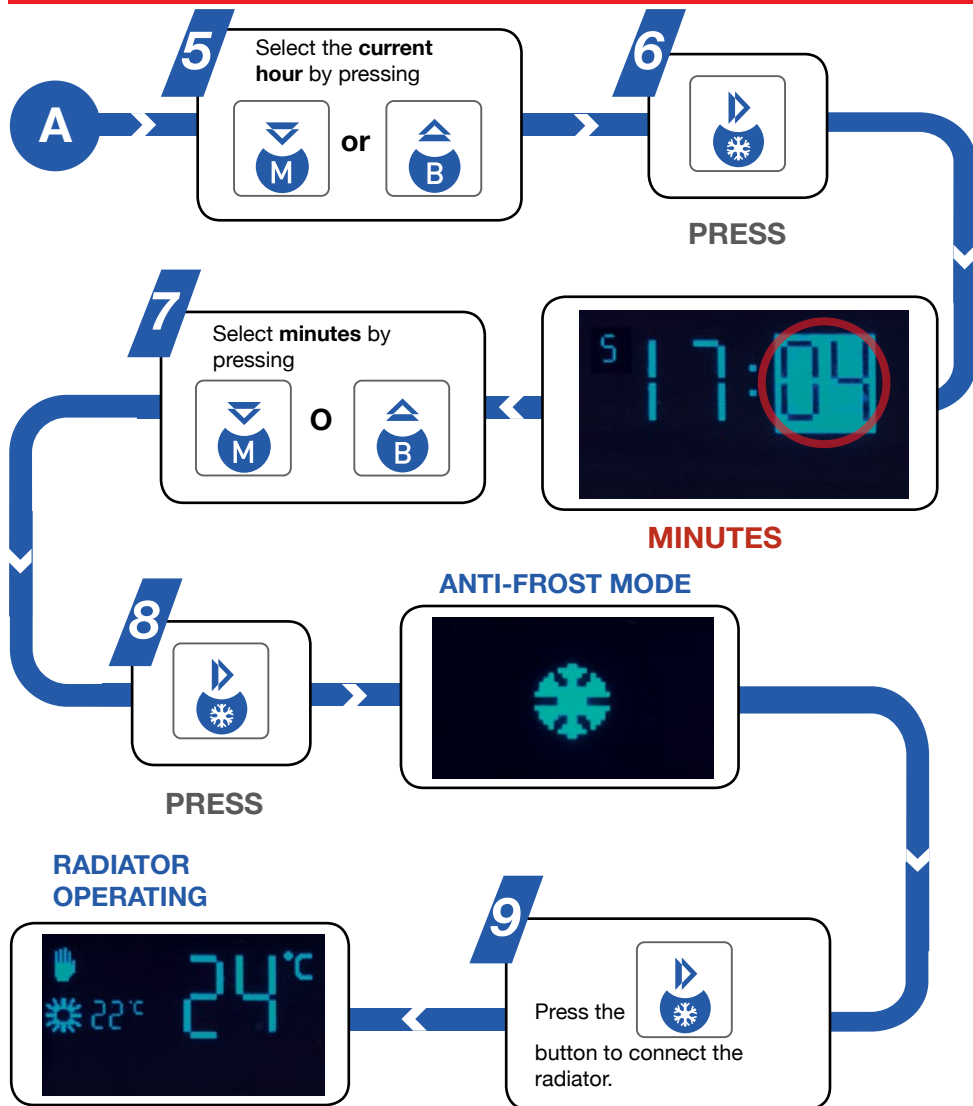 5
Select the current
hour by pressing
A
M
or
B
6
PRESS
7
Select minutes by
pressing
M
O
B
S 17:04
MINUTES
8
PRESS
ANTI-FROST MODE
9
Press the
button to connect the
radiator.
RADIATOR
OPERATING
24°C
22°C